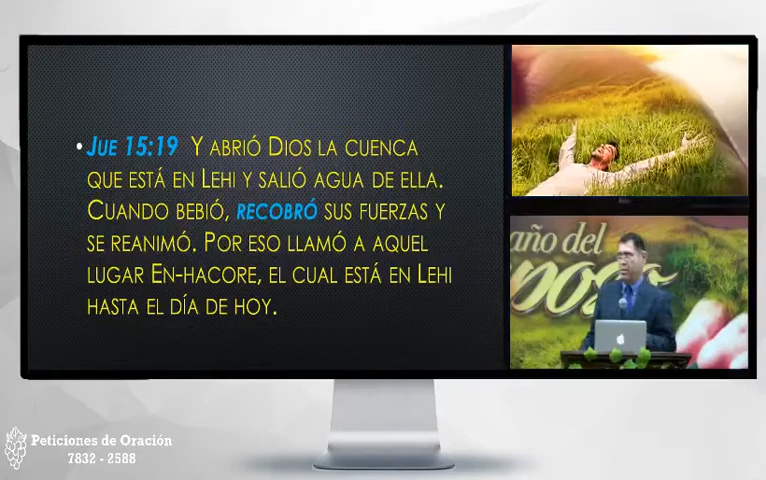 • Jue 15:19 Y abrió Dios la cuenca
que está en Lehi y salió agua de ella.
Cuando bebió, recobró sus fuerzas y
se reanimó. Por eso llamó a aquel
lugar En-hacore, el cual está en Lehi
hasta el día de hoy.
año del
Peticiones de Oración
7832 - 2588